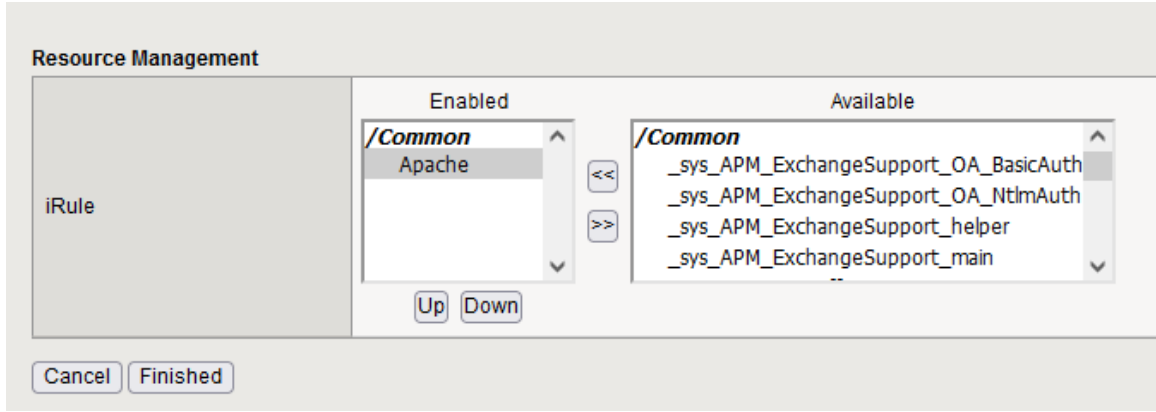 Resource Management
iRule
Enabled
/Common
Apache
<<
>>
Up Down
Available
/Common
_sys_APM_ExchangeSupport_OA_BasicAuth
_sys_APM_ExchangeSupport_OA_NtlmAuth
_sys_APM_ExchangeSupport_helper
_sys_APM_ExchangeSupport_main
Cancel Finished